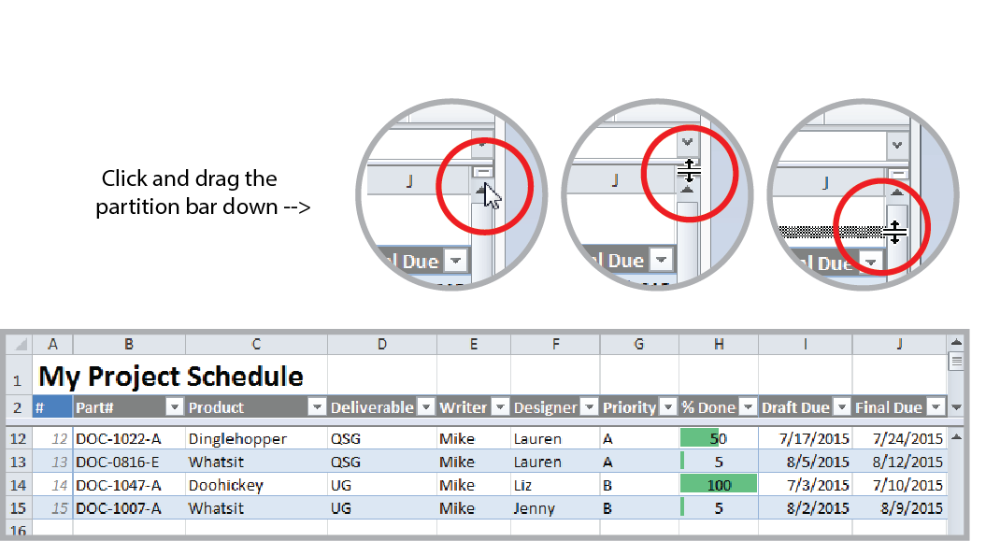 Click and drag the
partition bar down -->
J
J
J
l Due
l Due
al Due
A B C D E F G H I J
1 My Project Schedule
2 # Part# Product Deliverable Writer Designer Priority % Done Draft Due Final Due
12 12 DOC-1022-A Dinglehopper QSG Mike Lauren A 50 7/17/2015 7/24/2015
13 13 DOC-0816-E Whatsit QSG Mike Lauren A 5 8/5/2015 8/12/2015
14 14 DOC-1047-A Doohickey UG Mike Liz B 100 7/3/2015 7/10/2015
15 15 DOC-1007-A Whatsit UG Mike Jenny B 5 8/2/2015 8/9/2015
16